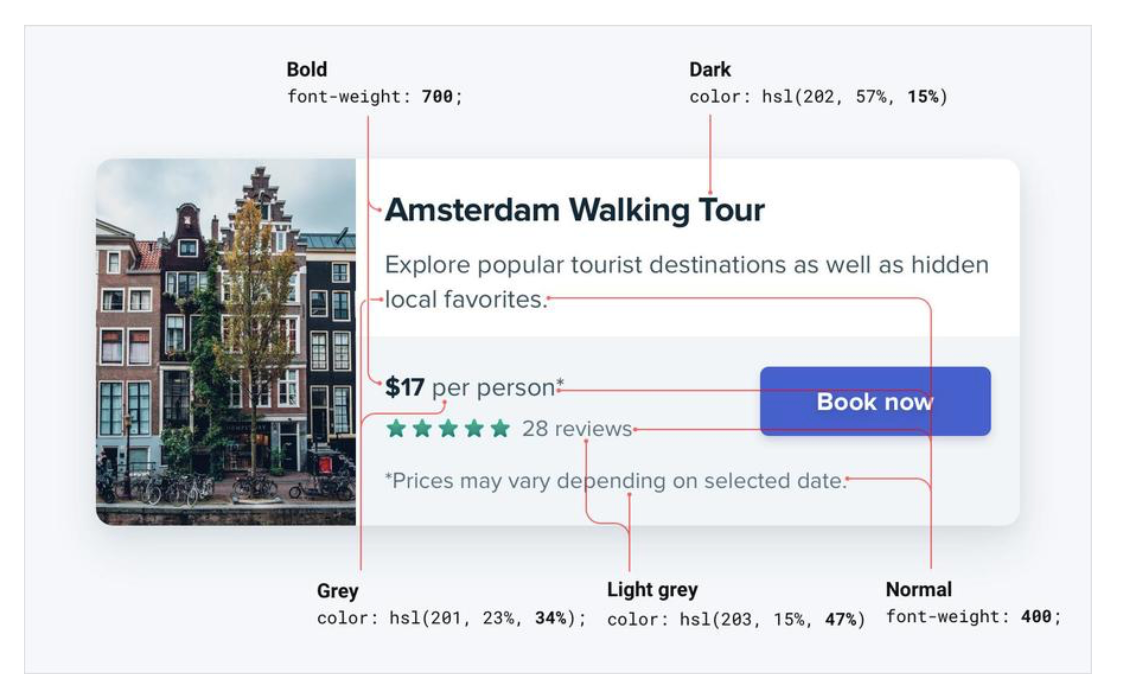 Bold
font-weight: 700;
Dark
color: hsl(202, 57%, 15%)
Amsterdam Walking Tour
Explore popular tourist destinations as well as hidden
local favorites.
$17 per person*
28 reviews
Book now
*Prices may vary depending on selected date.
Grey
color: hsl(201, 23%, 34%);
Light grey
color: hsl(203, 15%, 47%)
Normal
font-weight: 400;